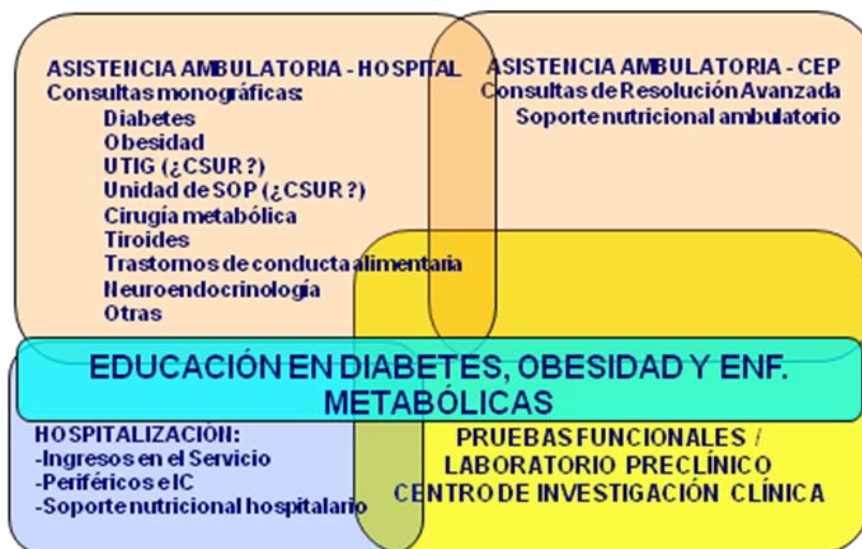 ASISTENCIA AMBULATORIA - HOSPITAL
Consultas monográficas:
Diabetes
Obesidad
UTIG (¿CSUR ?)
Unidad de SOP (¿CSUR ?)
Cirugía metabólica
Tiroides
Trastornos de conducta alimentaria
Neuroendocrinología
Otras
ASISTENCIA AMBULATORIA - CEP
Consultas de Resolución Avanzada
Soporte nutricional ambulatorio
EDUCACIÓN EN DIABETES, OBESIDAD Y ENF.
METABÓLICAS
HOSPITALIZACIÓN:
-Ingresos en el Servicio
-Periféricos e IC
-Soporte nutricional hospitalario
PRUEBAS FUNCIONALES /
LABORATORIO PRECLÍNICO
CENTRO DE INVESTIGACIÓN CLÍNICA